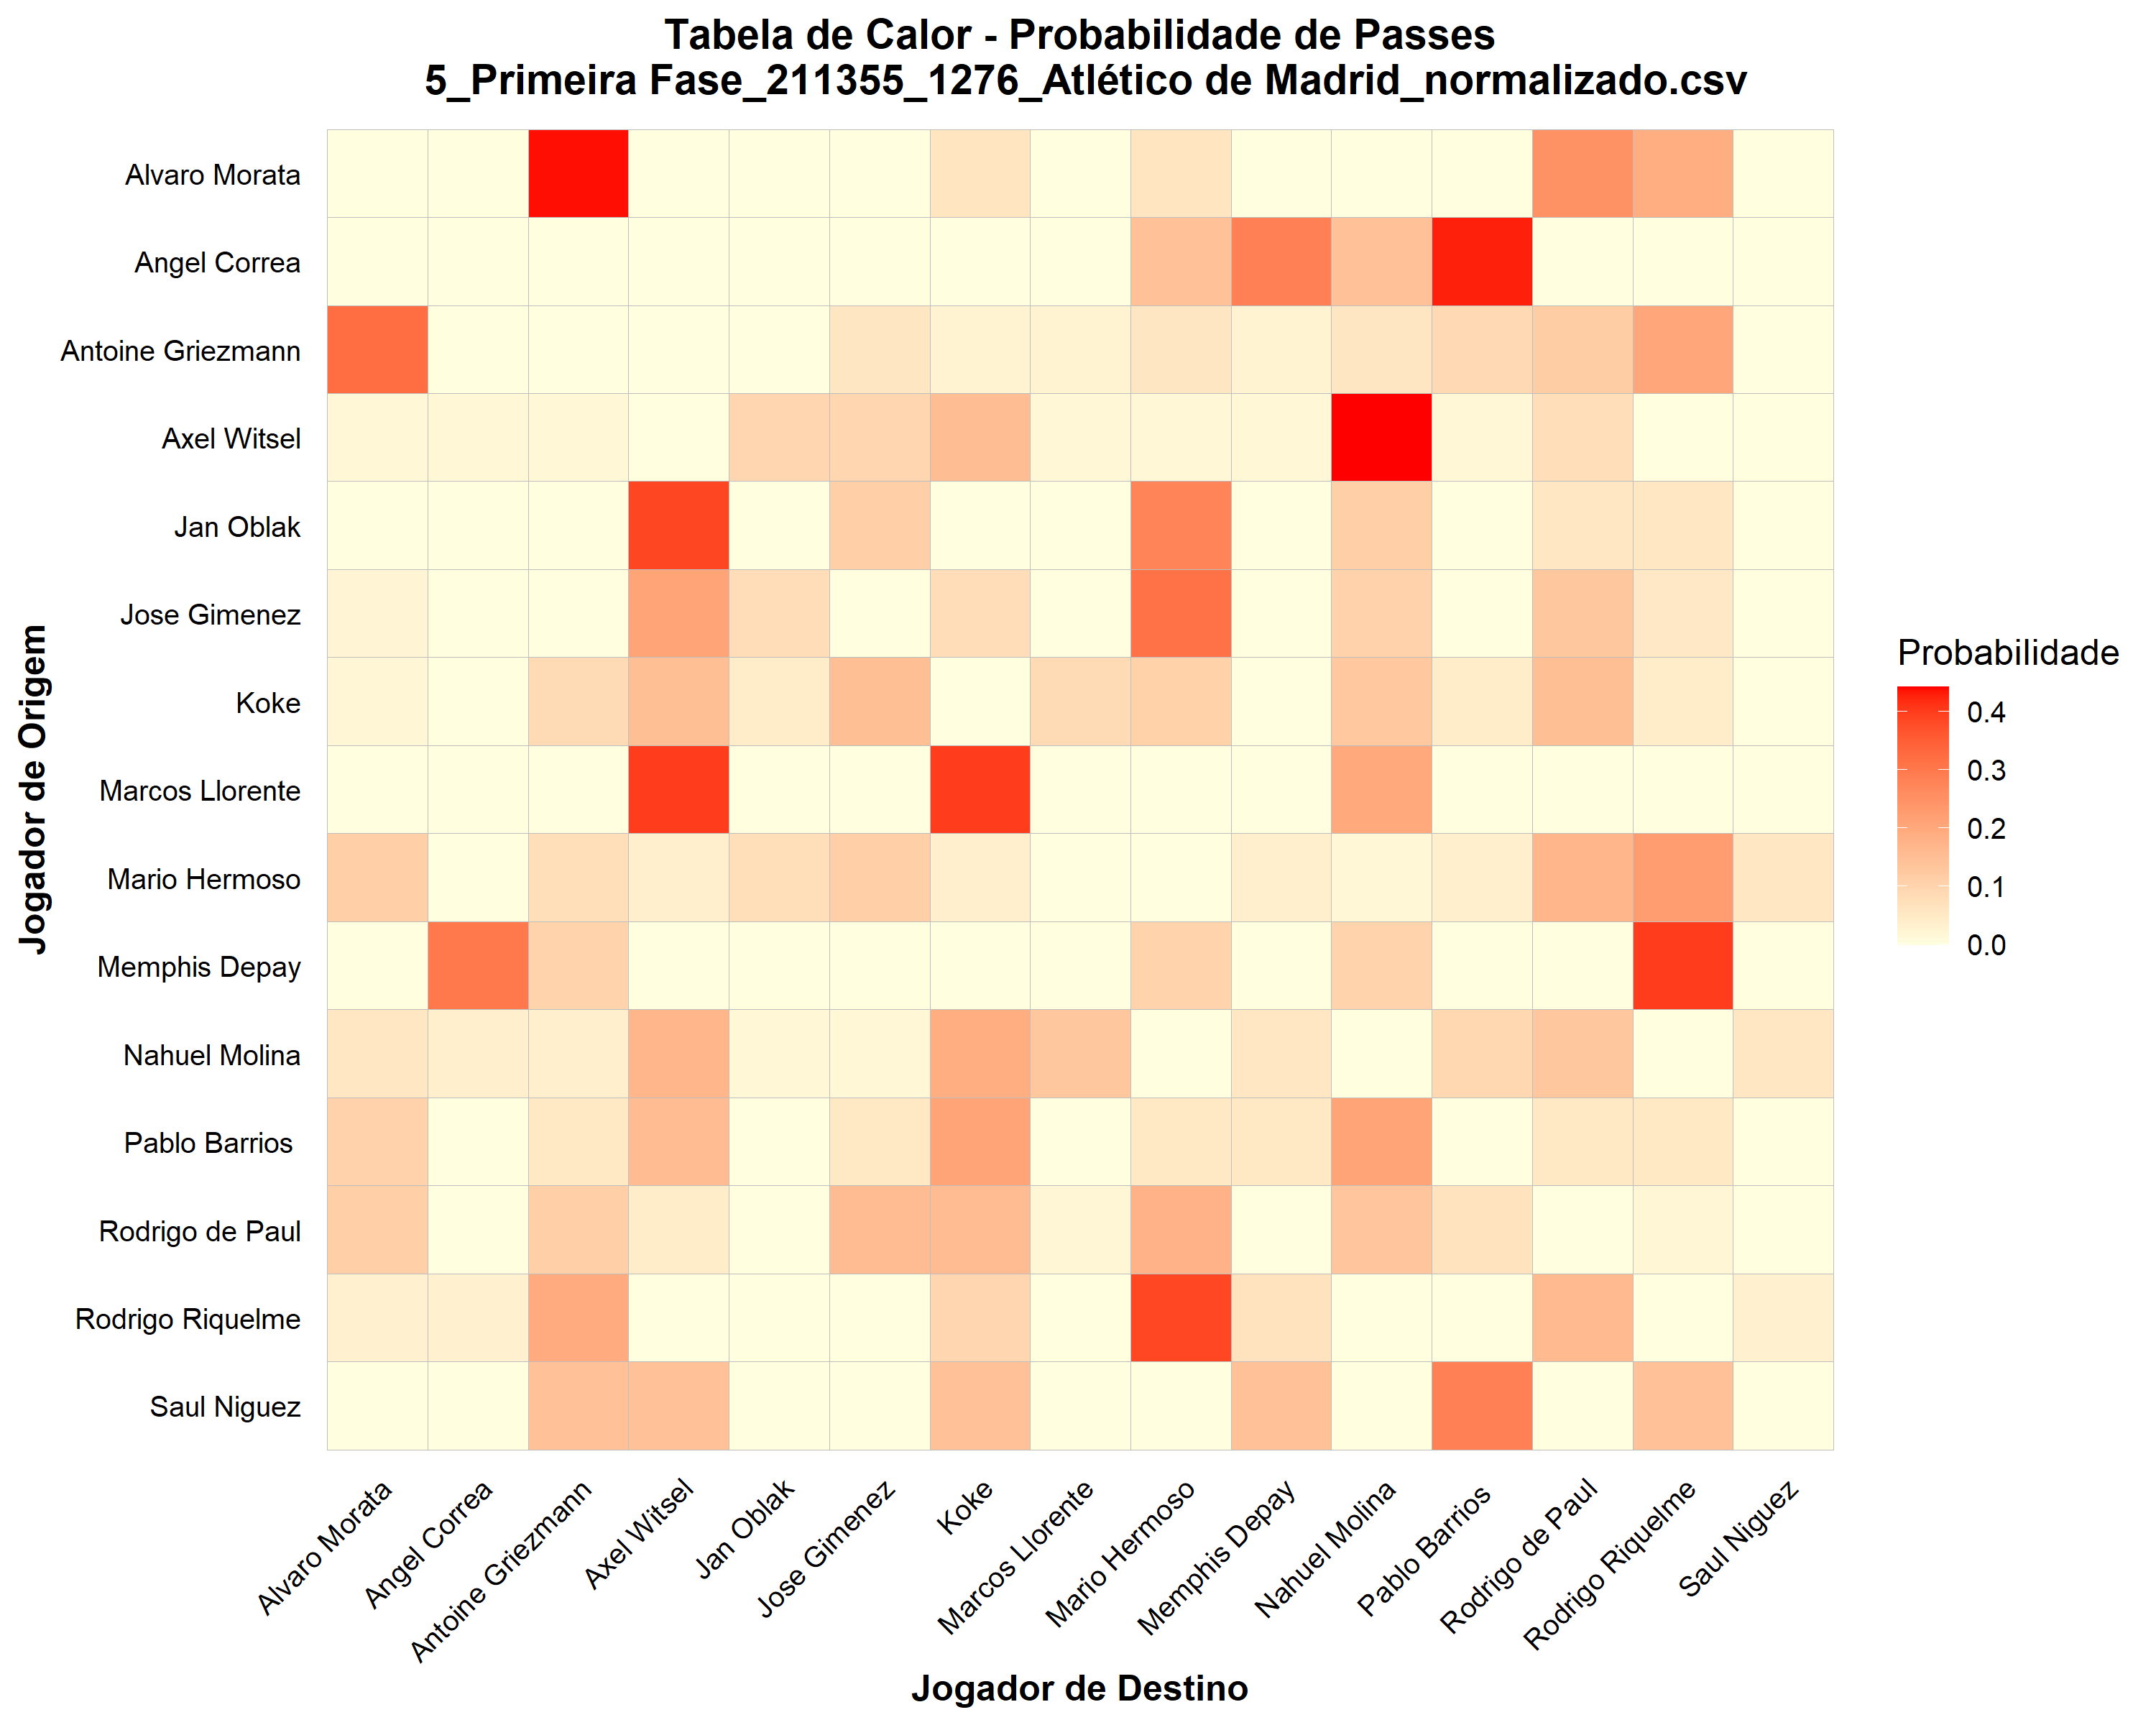 Tabela de Calor - Probabilidade de Passes
5_Primeira Fase_211355_1276_Atlético de Madrid_normalizado.csv
Jogador de Origem
Alvaro Morata
Angel Correa
Antoine Griezmann
Axel Witsel
Jan Oblak
Jose Gimenez
Koke
Marcos Llorente
Mario Hermoso
Memphis Depay
Nahuel Molina
Pablo Barrios
Rodrigo de Paul
Rodrigo Riquelme
Saul Niguez
Alvaro Morata
Angel Correa
Antoine Griezmann
Axel Witsel
Jan Oblak
Jose Gimenez
Koke
Marcos Llorente
Mario Hermoso
Memphis Depay
Nahuel Molina
Pablo Barrios
Rodrigo de Paul
Rodrigo Riquelme
Saul Niguez
Jogador de Destino
Probabilidade
0.4
0.3
0.2
0.1
0.0